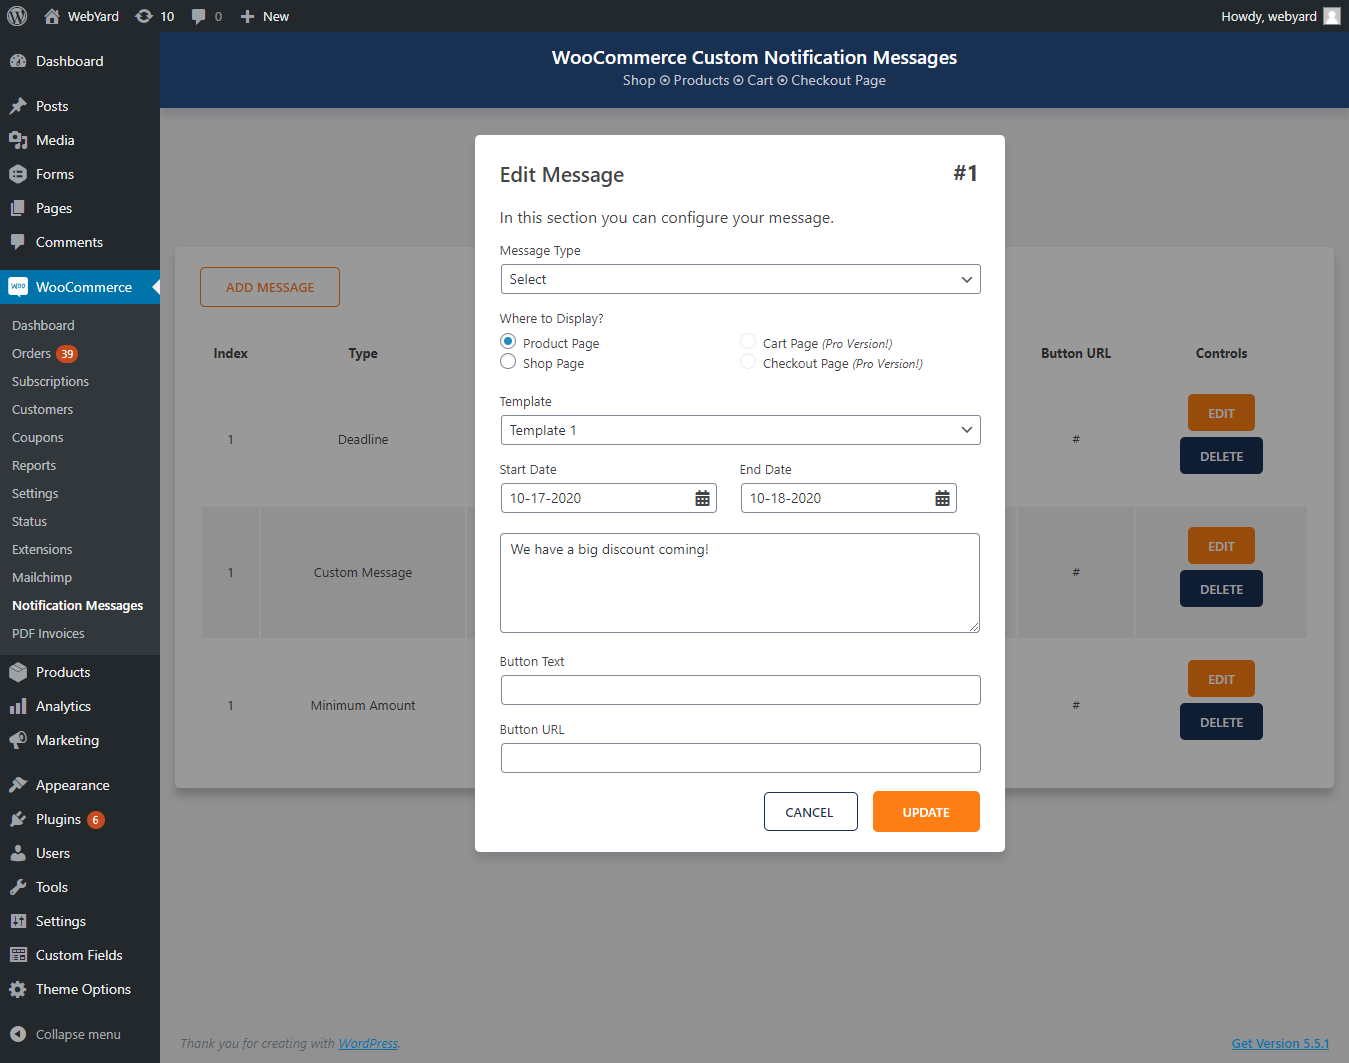 WebYard 10 0 New Howdy, webyard
WooCommerce Custom Notification Messages
Shop Products Cart Checkout Page
Dashboard
Posts
Media
Forms
Pages
Comments
WooCommerce
Dashboard
Orders 39
Subscriptions
Customers
Coupons
Reports
Settings
Status
Extensions
Mailchimp
Notification Messages
PDF Invoices
Products
Analytics
Marketing
Appearance
Plugins 6
Users
Tools
Settings
Custom Fields
Theme Options
Collapse menu
ADD MESSAGE
Index Type Button URL Controls
1 Deadline # EDIT
DELETE
1 Custom Message # EDIT
DELETE
1 Minimum Amount # EDIT
DELETE
Edit Message #1
In this section you can configure your message.
Message Type
Select
Where to Display?
Product Page Cart Page (Pro Version!)
Shop Page Checkout Page (Pro Version!)
Template
Template 1
Start Date End Date
10-17-2020 10-18-2020
We have a big discount coming!
Button Text
Button URL
CANCEL UPDATE
Thank you for creating with WordPress. Get Version 5.5.1